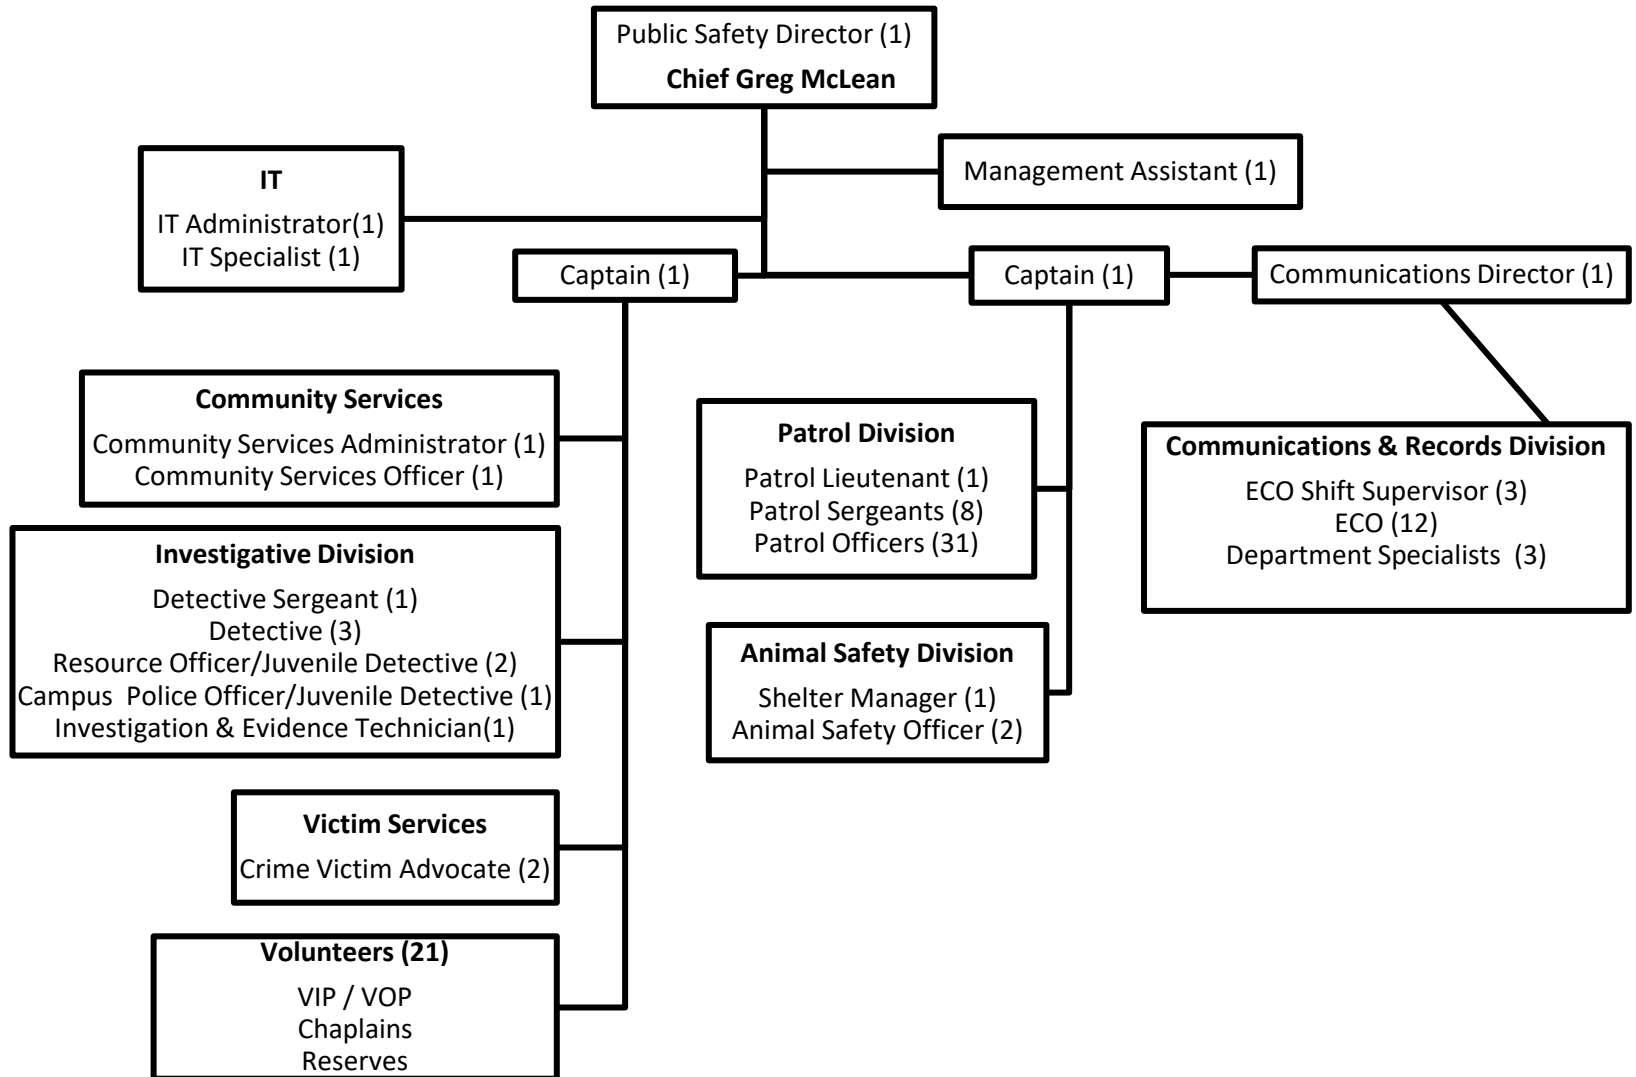 Public Safety Director (1)
Chief Greg McLean
Management Assistant (1)
IT
IT Administrator(1)
IT Specialist (1)
Captain (1)
Captain (1)
Communications Director (1)
Community Services
Community Services Administrator (1)
Community Services Officer (1)
Investigative Division
Detective Sergeant (1)
Detective (3)
Resource Officer/Juvenile Detective (2)
Campus  Police Officer/Juvenile Detective (1)
Investigation & Evidence Technician(1)
Victim Services
Crime Victim Advocate (2)
Volunteers (21)
VIP / VOP
Chaplains
Reserves
Patrol Division
Patrol Lieutenant (1)
Patrol Sergeants (8)
Patrol Officers (31)
Animal Safety Division
Shelter Manager (1)
Animal Safety Officer (2)
Communications & Records Division
ECO Shift Supervisor (3)
ECO (12)
Department Specialists  (3)